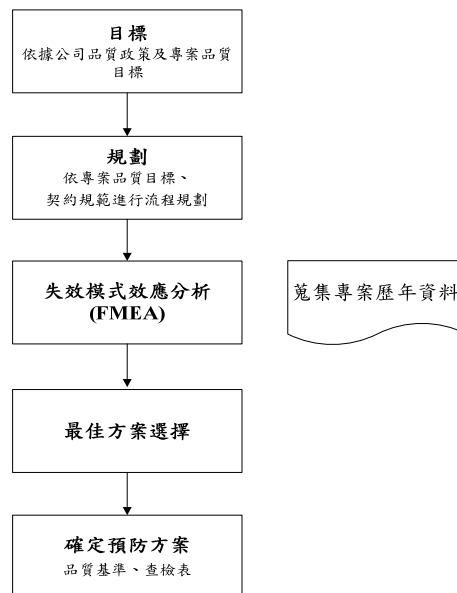 目標
依據公司品質政策及專案品質
目標
規劃
依專案品質目標、
契約規範進行流程規劃
失效模式效應分析
(FMEA)
蒐集專案歷年資料
最佳方案選擇
確定預防方案
品質基準、查檢表